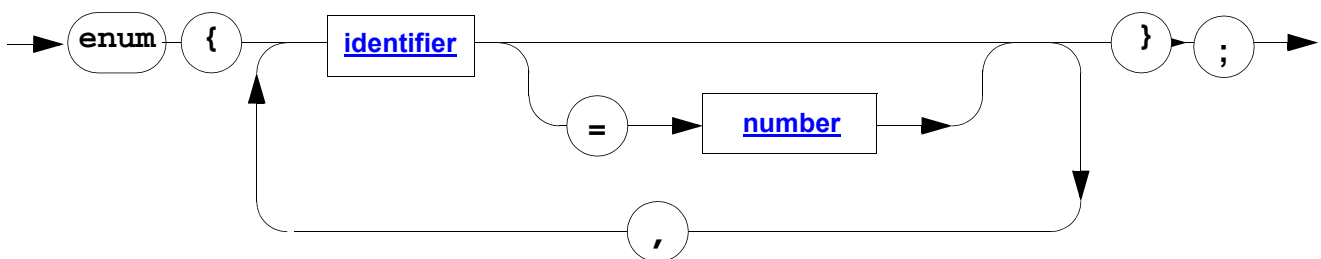 enum { identifier } ;
= number
,